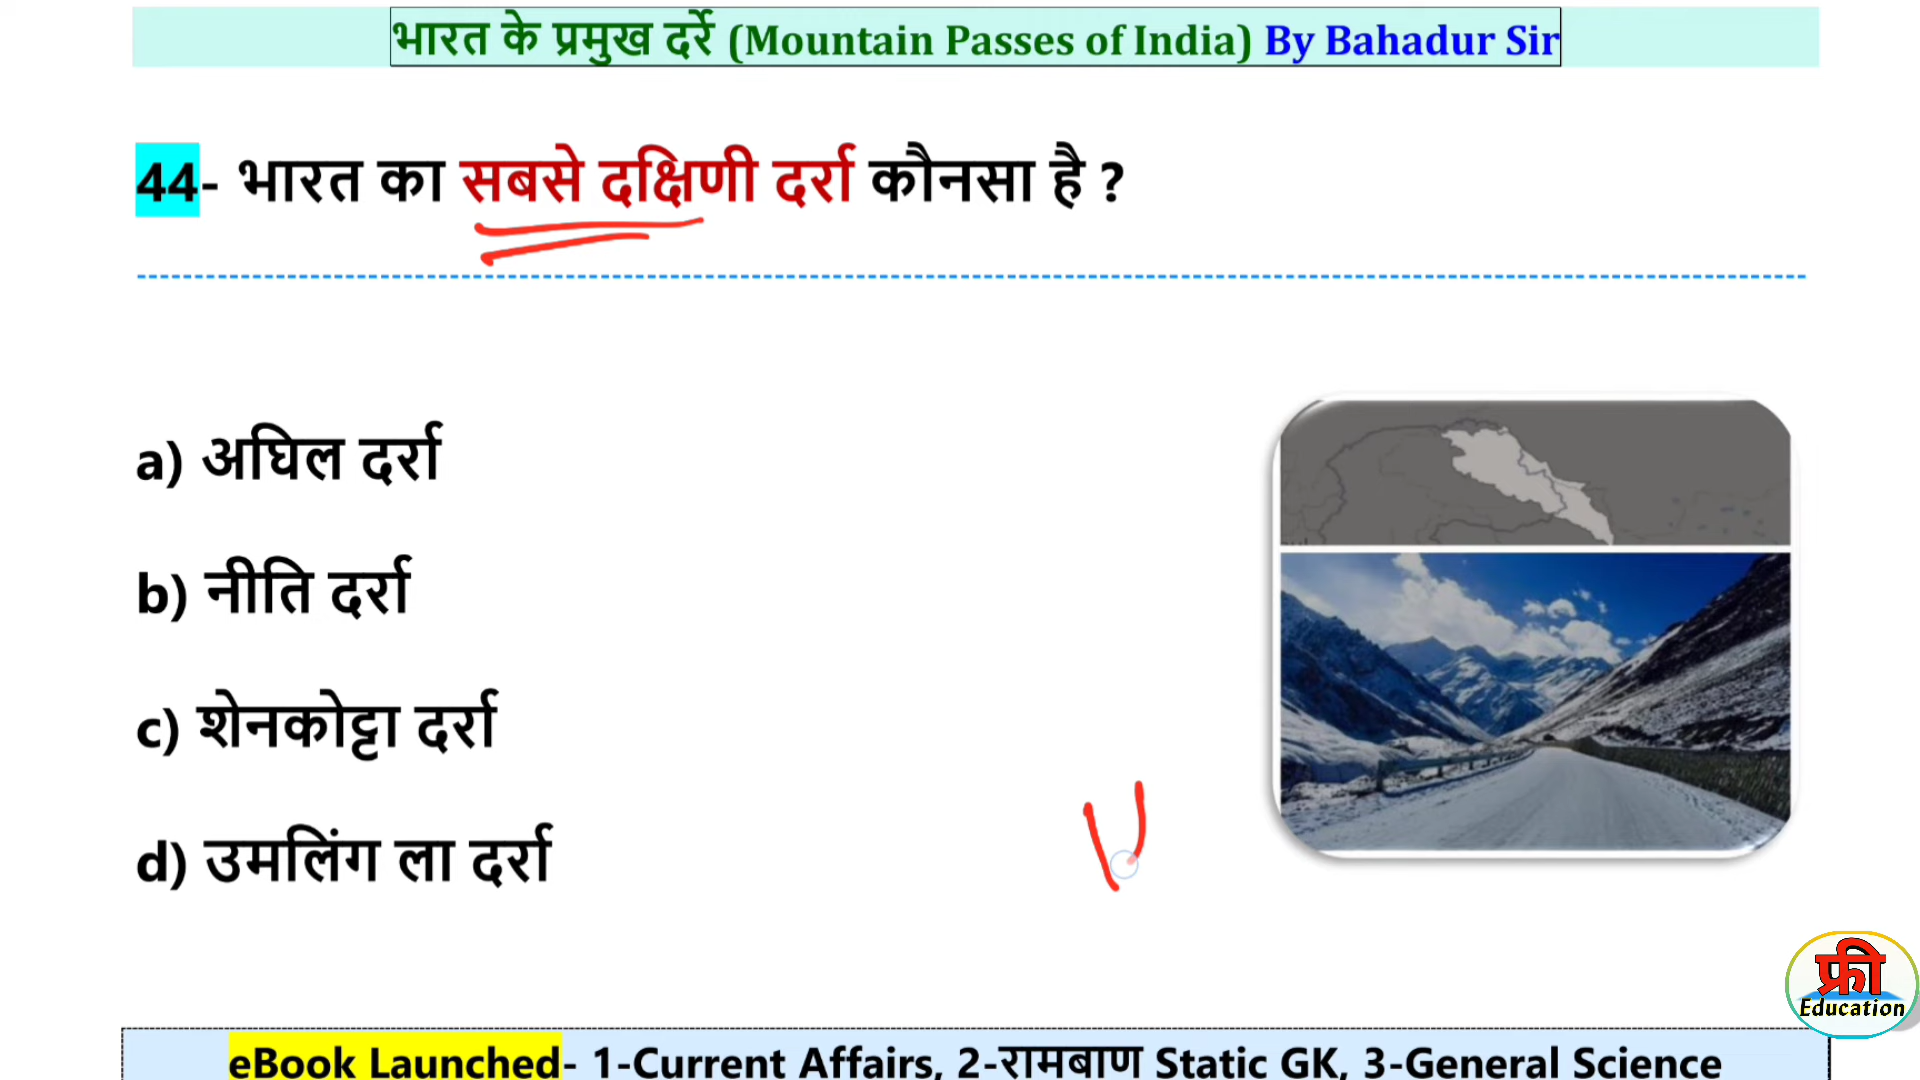 भारत के प्रमुख दर्रे (Mountain Passes of India) By Bahadur Sir
44- भारत का सबसे दक्षिणी दर्रा कौनसा है ?
a) अघिल दर्रा
b) नीति दर्रा
c) शेनकोट्टा दर्रा
d) उमलिंग ला दर्रा
फ्री
Education
eBook Launched- 1-Current Affairs, 2-रामबाण Static GK, 3-General Science